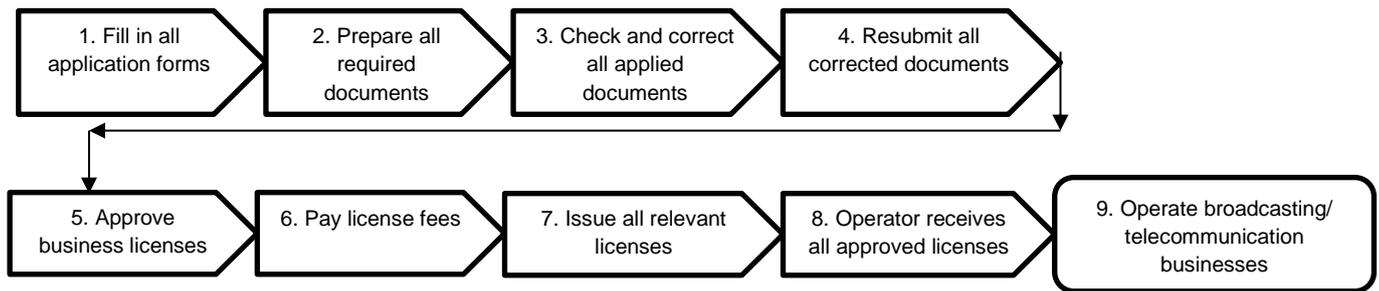 1. Fill in all
application forms
2. Prepare all
required
documents
3. Check and correct
all applied
documents
4. Resubmit all
corrected documents
5. Approve
business licenses
6. Pay license fees
7. Issue all relevant
licenses
8. Operator receives
all approved licenses
9. Operate broadcasting/
telecommunication
businesses